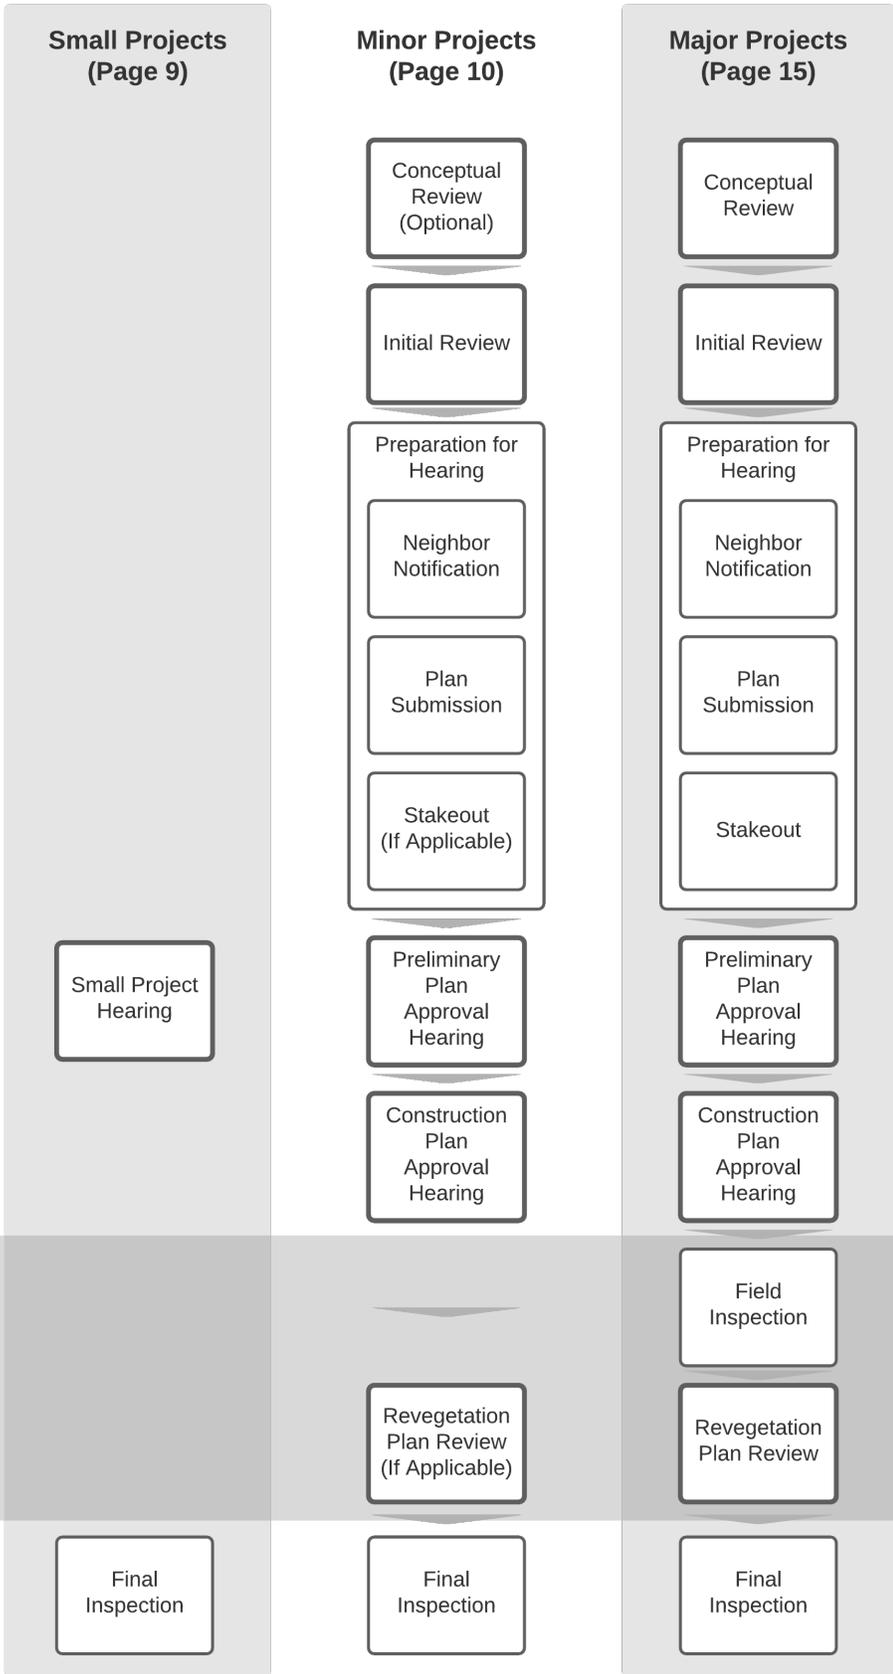 Small Projects
(Page 9)
Minor Projects
(Page 10)
Major Projects
(Page 15)
Conceptual
Review
(Optional)
Conceptual
Review
Initial Review
Initial Review
Preparation for
Hearing
Preparation for
Hearing
Neighbor
Notification
Neighbor
Notification
Plan
Submission
Plan
Submission
Stakeout
(If Applicable)
Stakeout
Small Project
Hearing
Preliminary
Plan
Approval
Hearing
Preliminary
Plan
Approval
Hearing
Construction
Plan
Approval
Hearing
Construction
Plan
Approval
Hearing
Field
Inspection
Revegetation
Plan Review
(If Applicable)
Revegetation
Plan Review
Final
Inspection
Final
Inspection
Final
Inspection